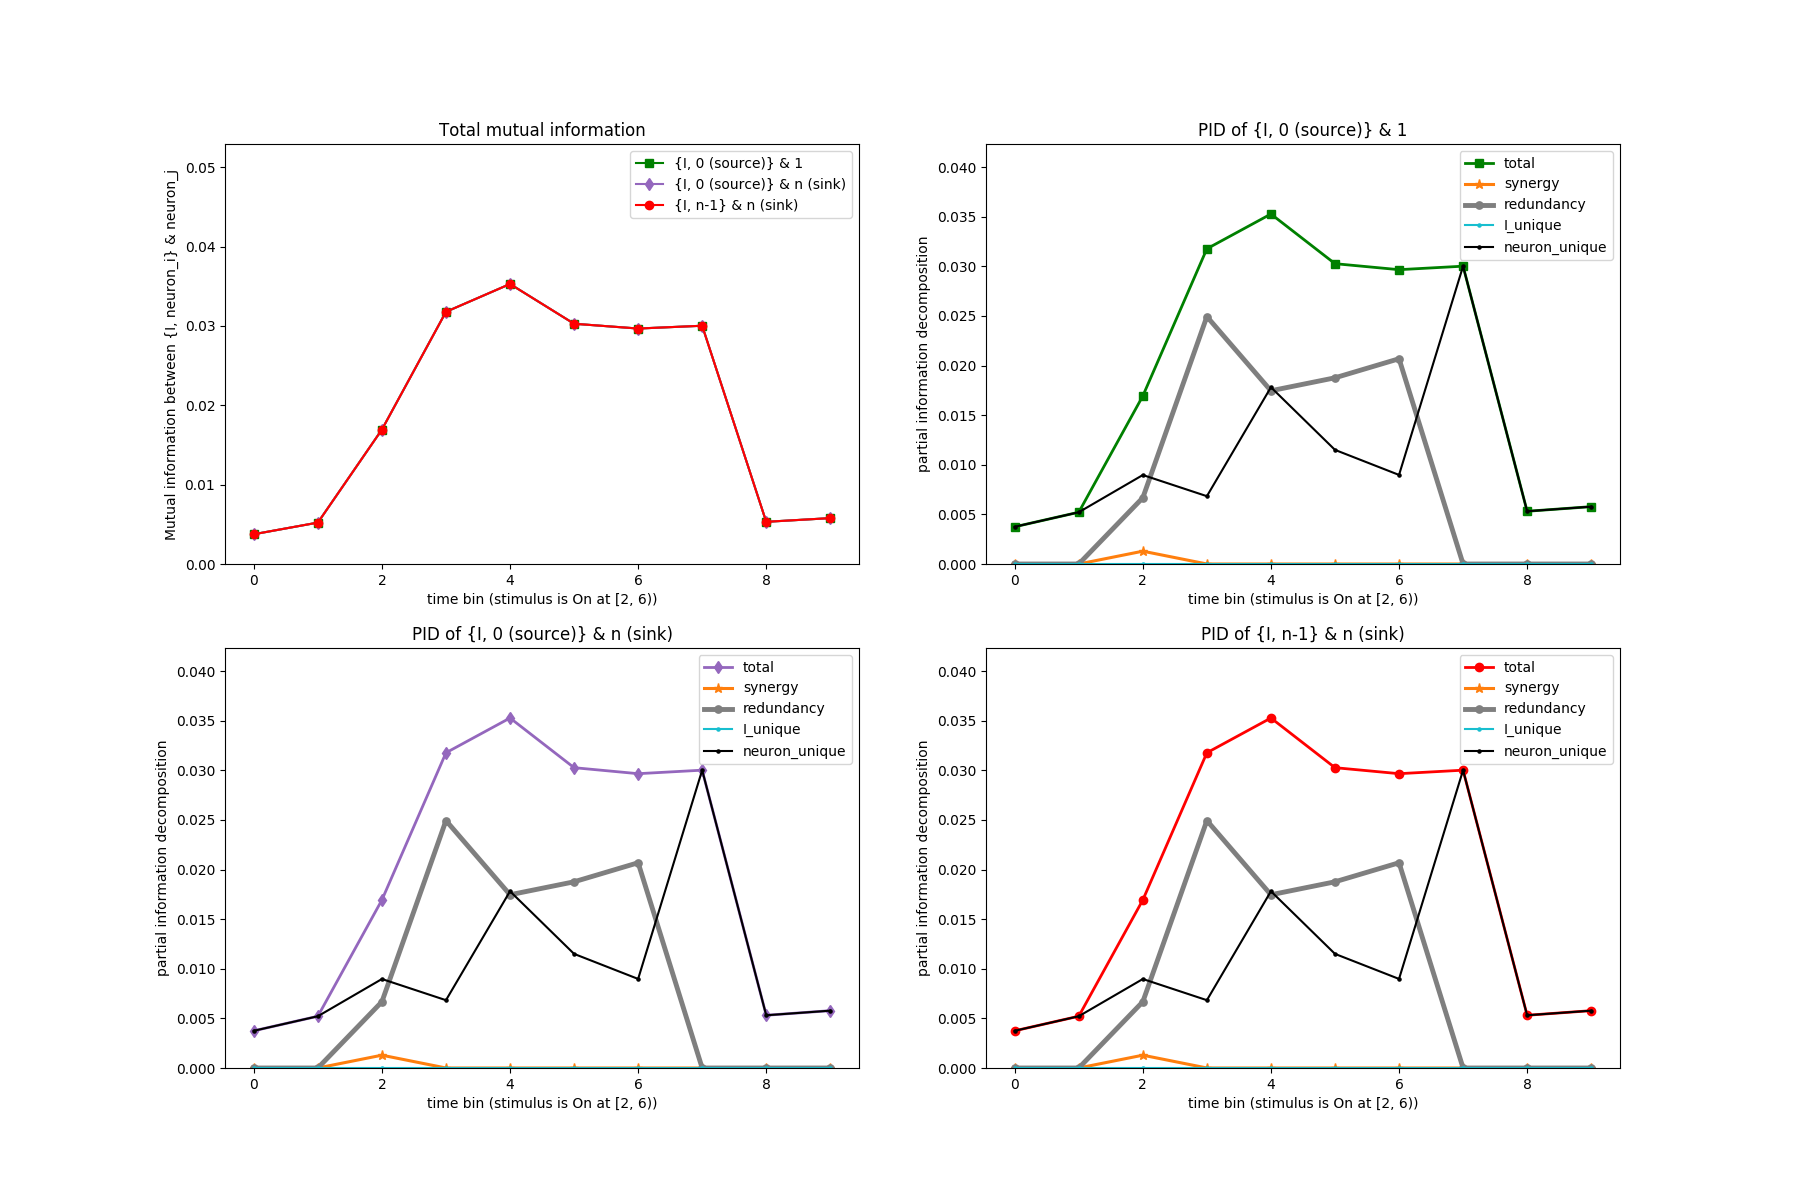 Total mutual information
Mutual information between {I, neuron_i} & neuron_j
0.05
0.04
0.03
0.02
0.01
0.00
{I, 0 (source)} & 1
{I, 0 (source)} & n (sink)
{I, n-1} & n (sink)
0 2 4 6 8
time bin (stimulus is On at [2, 6))
PID of {I, 0 (source)} & 1
partial information decomposition
0.040
0.035
0.030
0.025
0.020
0.015
0.010
0.005
0.000
total
synergy
redundancy
I_unique
neuron_unique
0 2 4 6 8
time bin (stimulus is On at [2, 6))
PID of {I, 0 (source)} & n (sink)
partial information decomposition
0.040
0.035
0.030
0.025
0.020
0.015
0.010
0.005
0.000
total
synergy
redundancy
I_unique
neuron_unique
0 2 4 6 8
time bin (stimulus is On at [2, 6))
PID of {I, n-1} & n (sink)
partial information decomposition
0.040
0.035
0.030
0.025
0.020
0.015
0.010
0.005
0.000
total
synergy
redundancy
I_unique
neuron_unique
0 2 4 6 8
time bin (stimulus is On at [2, 6))